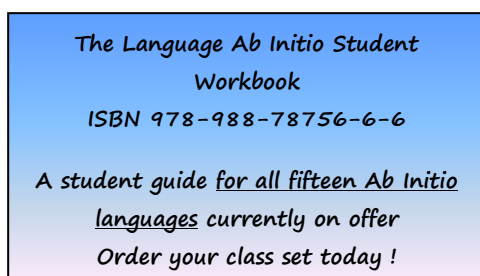 The Language Ab Initio Student
Workbook
ISBN 978-988-78756-6-6
A student guide for all fifteen Ab Initio
languages currently on offer
Order your class set today !